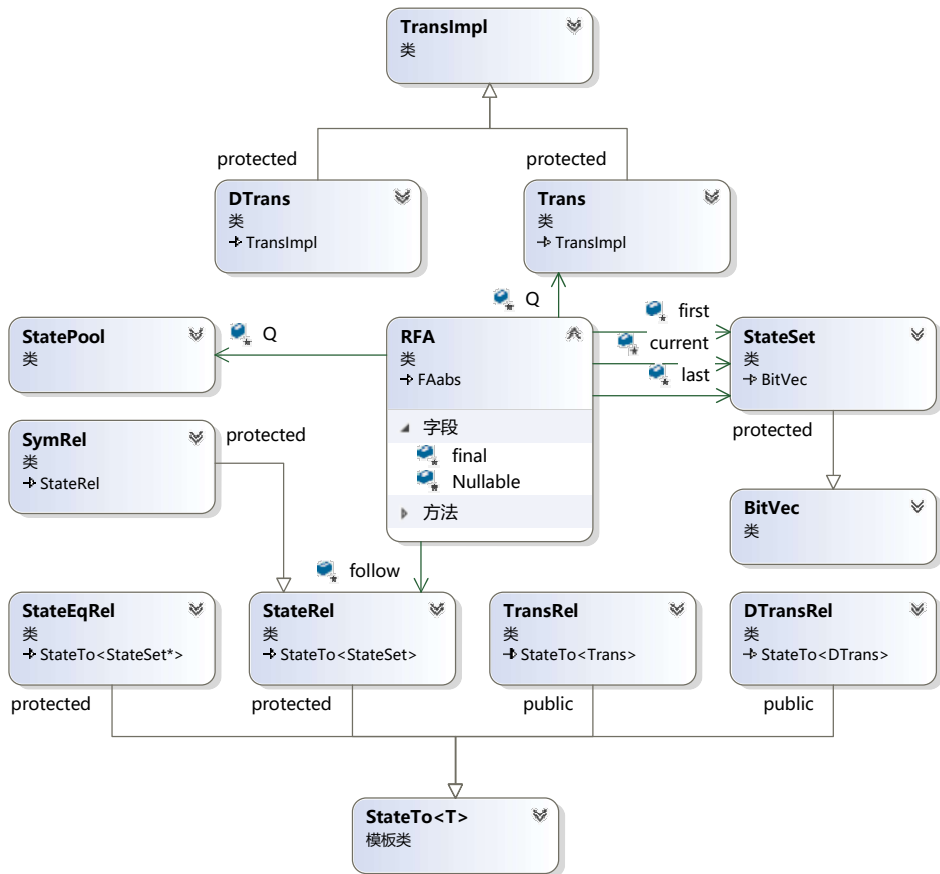 TransImpl
类
protected
protected
DTrans
类
TransImpl
Trans
类
TransImpl
Q
Q
first
current
last
StatePool
类
RFA
类
FAabs
字段
final
Nullable
方法
StateSet
类
BitVec
protected
SymRel
类
StateRel
protected
BitVec
类
follow
StateEqRel
类
StateTo<StateSet*>
StateRel
类
StateTo<StateSet>
TransRel
类
StateTo<Trans>
DTransRel
类
StateTo<DTrans>
protected
protected
public
public
StateTo<T>
模板类